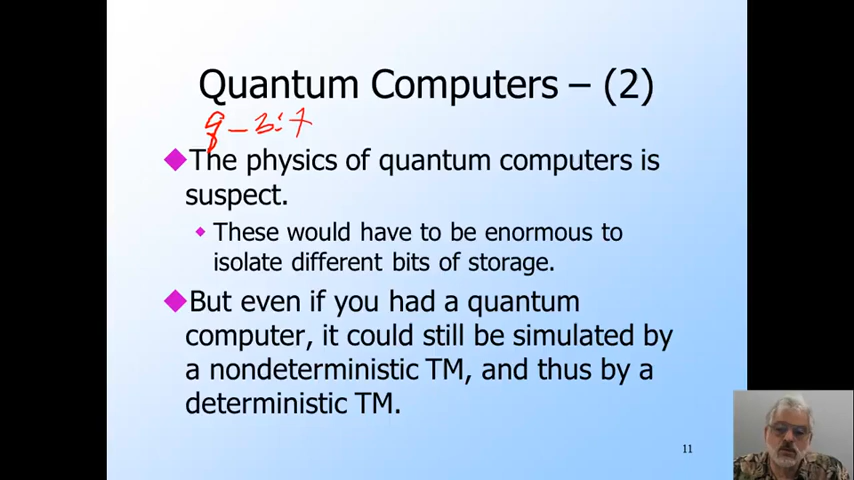 Quantum Computers – (2)
q-bit
The physics of quantum computers is
suspect.
These would have to be enormous to
isolate different bits of storage.
But even if you had a quantum
computer, it could still be simulated by
a nondeterministic TM, and thus by a
deterministic TM.
11